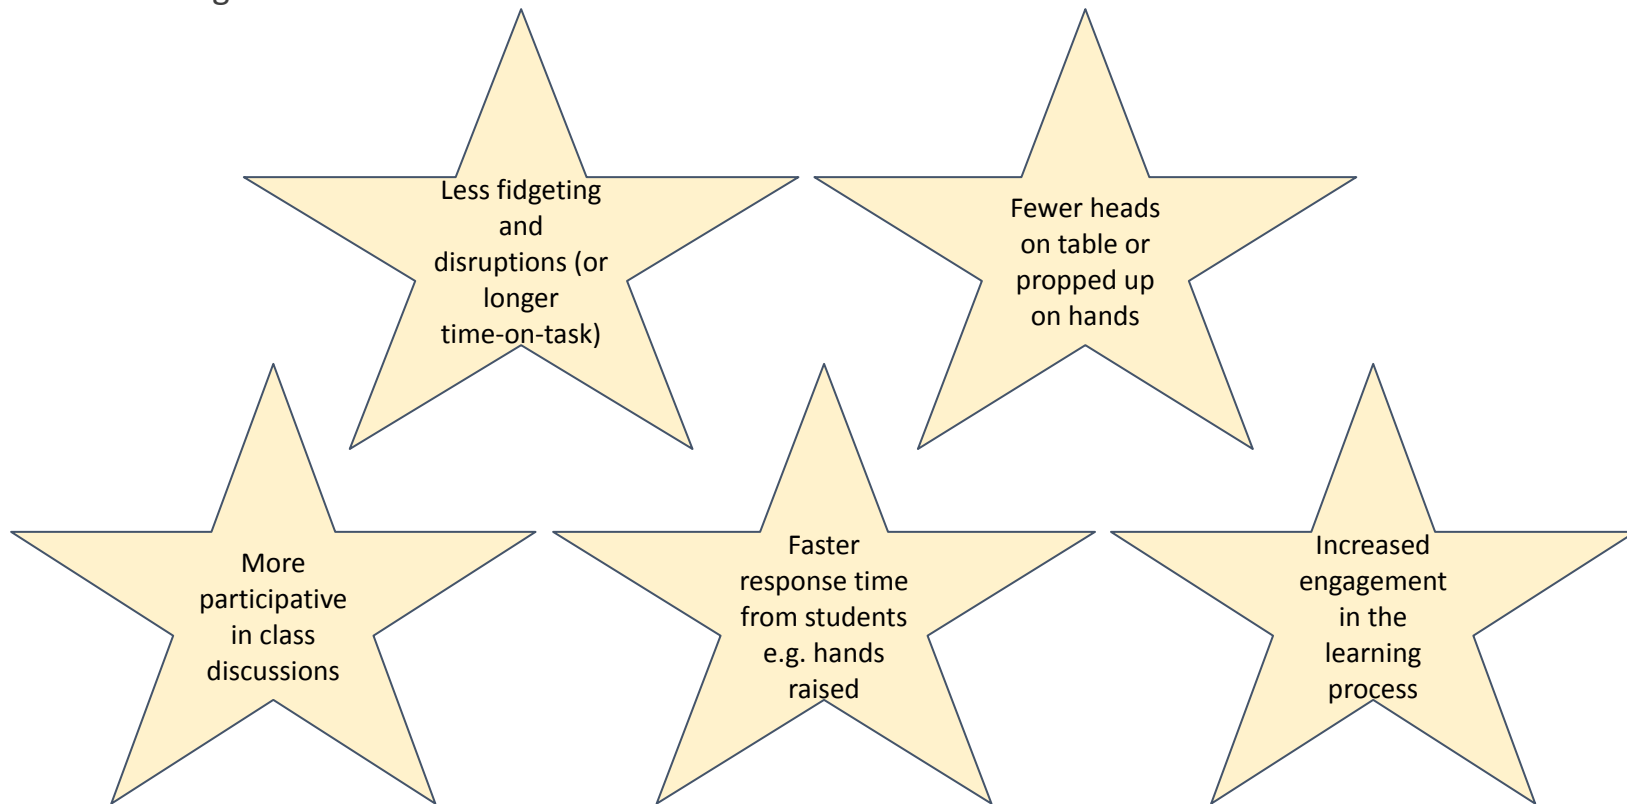 Less fidgeting
and
disruptions (or
longer
time-on-task)
Fewer heads
on table or
propped up
on hands
More
participative
in class
discussions
Faster
response time
from students
e.g. hands
raised
Increased
engagement
in the
learning
process